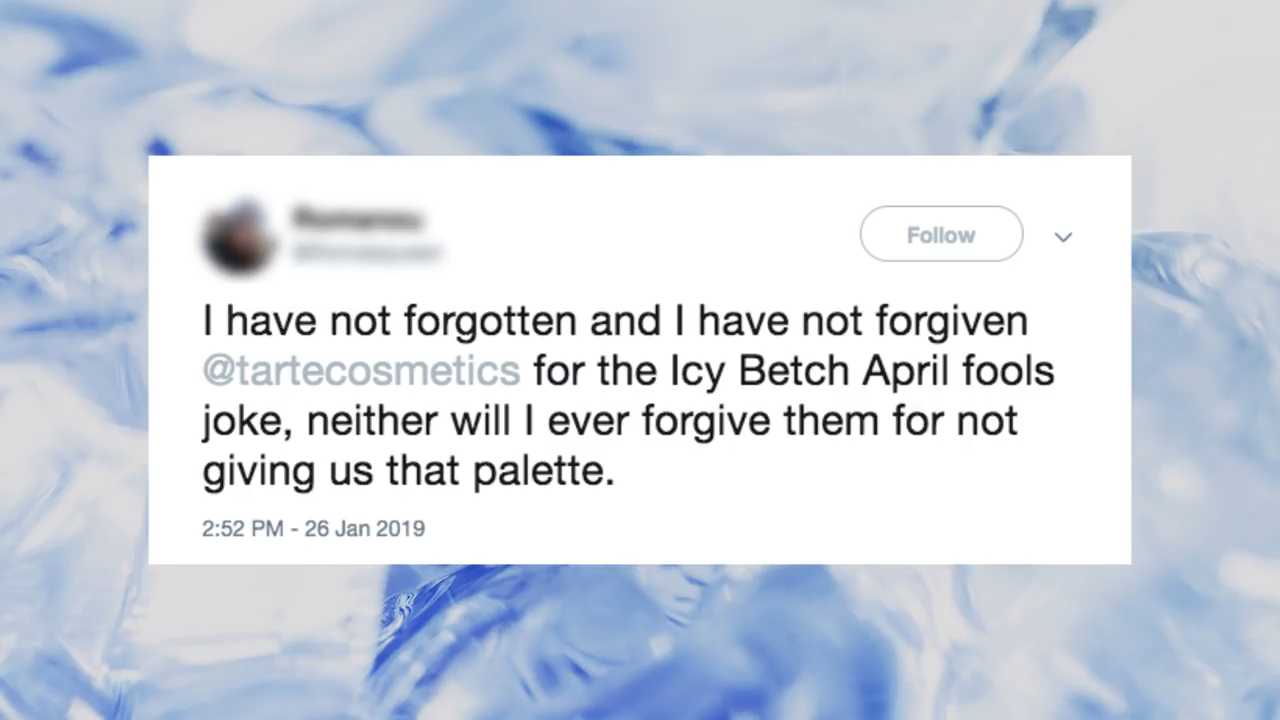 Follow
I have not forgotten and I have not forgiven
@tartecosmetics for the Icy Betch April fools
joke, neither will I ever forgive them for not
giving us that palette.
2:52 PM - 26 Jan 2019